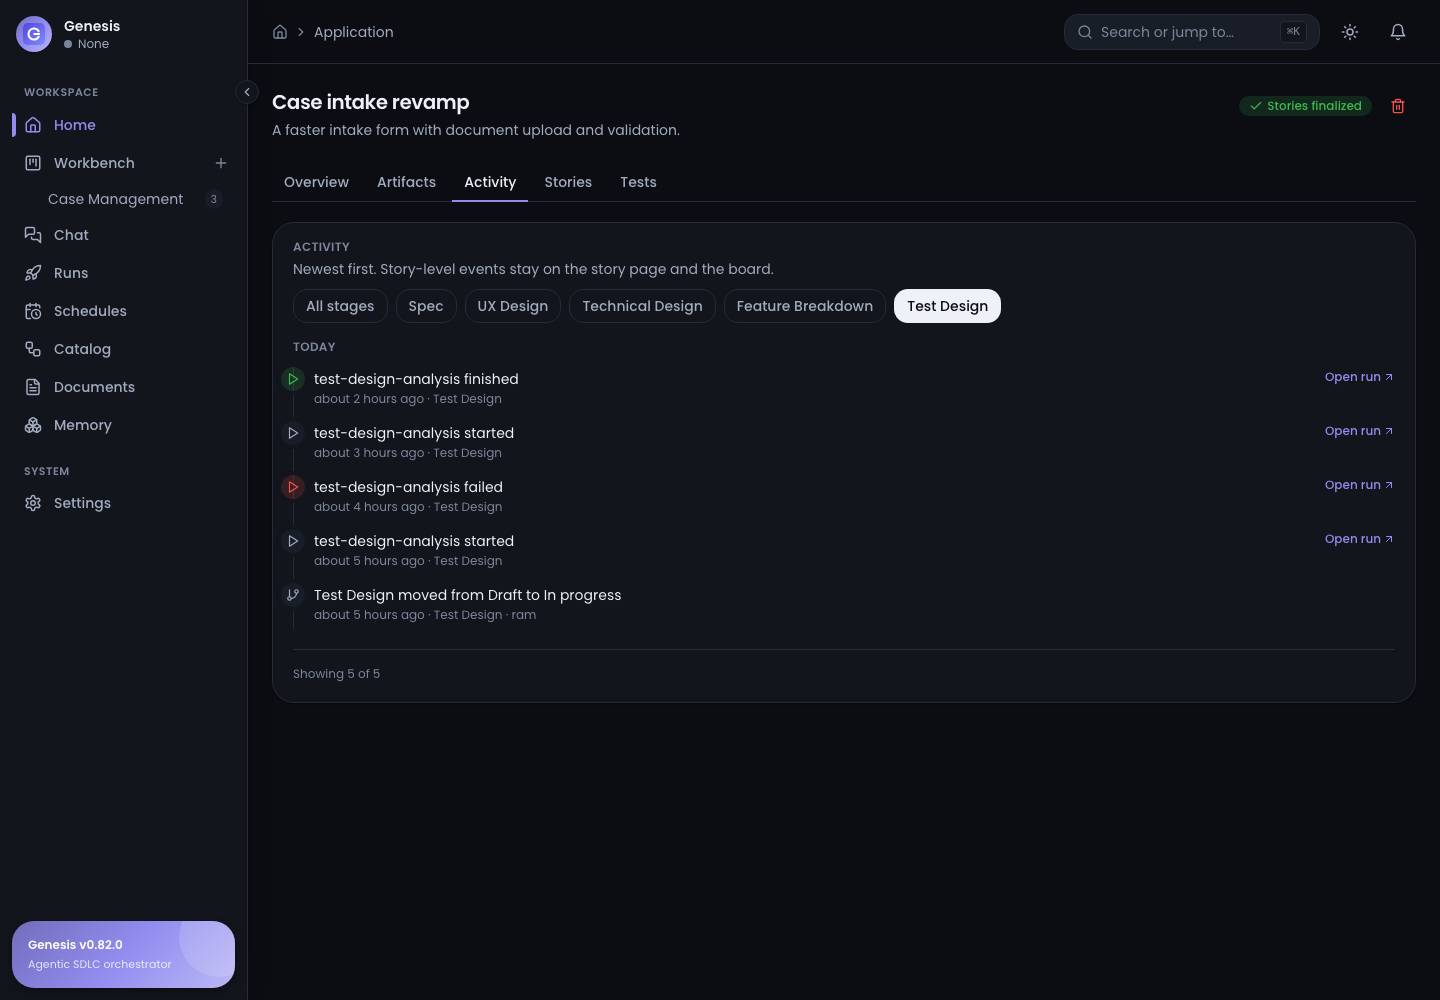 Genesis
None
WORKSPACE
Home
Workbench
Case Management 3
Chat
Runs
Schedules
Catalog
Documents
Memory
SYSTEM
Settings
Genesis v0.82.0
Agentic SDLC orchestrator
Application
Search or jump to…
⌘K
Case intake revamp
A faster intake form with document upload and validation.
Stories finalized
Overview Artifacts Activity Stories Tests
ACTIVITY
Newest first. Story-level events stay on the story page and the board.
All stages Spec UX Design Technical Design Feature Breakdown Test Design
TODAY
test-design-analysis finished Open run
about 2 hours ago · Test Design
test-design-analysis started Open run
about 3 hours ago · Test Design
test-design-analysis failed Open run
about 4 hours ago · Test Design
test-design-analysis started Open run
about 5 hours ago · Test Design
Test Design moved from Draft to In progress
about 5 hours ago · Test Design · ram
Showing 5 of 5